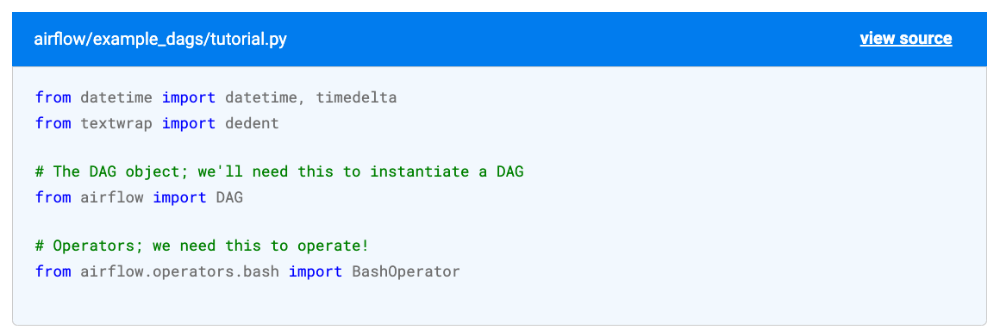 airflow/example_dags/tutorial.py view source
from datetime import datetime, timedelta
from textwrap import dedent
# The DAG object; we'll need this to instantiate a DAG
from airflow import DAG
# Operators; we need this to operate!
from airflow.operators.bash import BashOperator